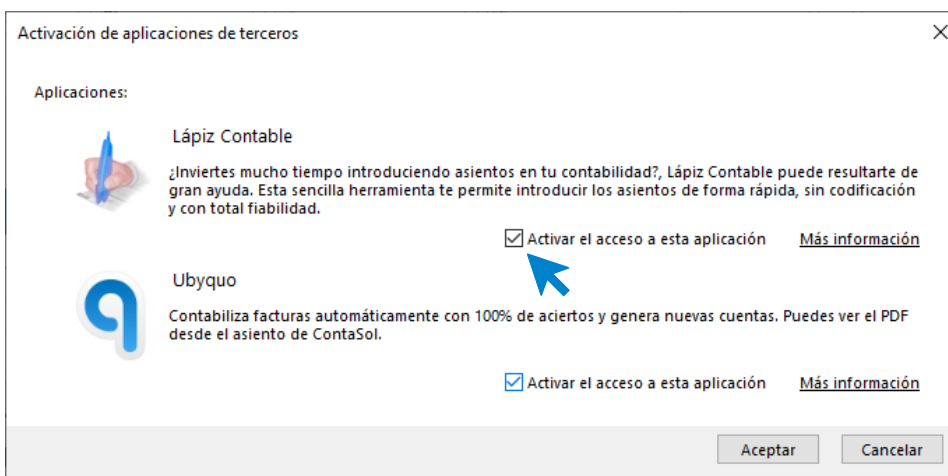 Activación de aplicaciones de terceros
Aplicaciones:
Lápiz Contable
¿Inviertes mucho tiempo introduciendo asientos en tu contabilidad?, Lápiz Contable puede resultarte de
gran ayuda. Esta sencilla herramienta te permite introducir los asientos de forma rápida, sin codificación
y con total fiabilidad.
Activar el acceso a esta aplicación Más información
Ubyquo
Contabiliza facturas automáticamente con 100% de aciertos y genera nuevas cuentas. Puedes ver el PDF
desde el asiento de ContaSol.
Activar el acceso a esta aplicación Más información
Aceptar Cancelar